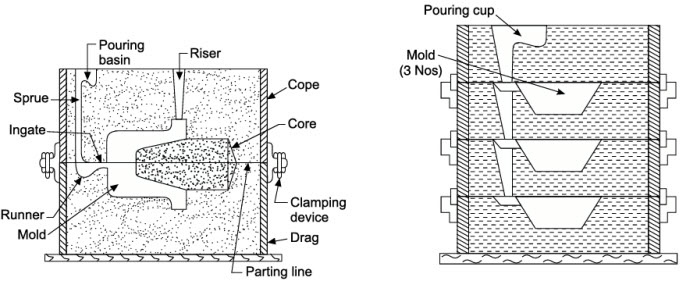 Pouring
basin
Riser
Sprue
Cope
Ingate
Core
Runner
Mold
Clamping
device
Drag
Parting line
Pouring cup
Mold
(3 Nos)